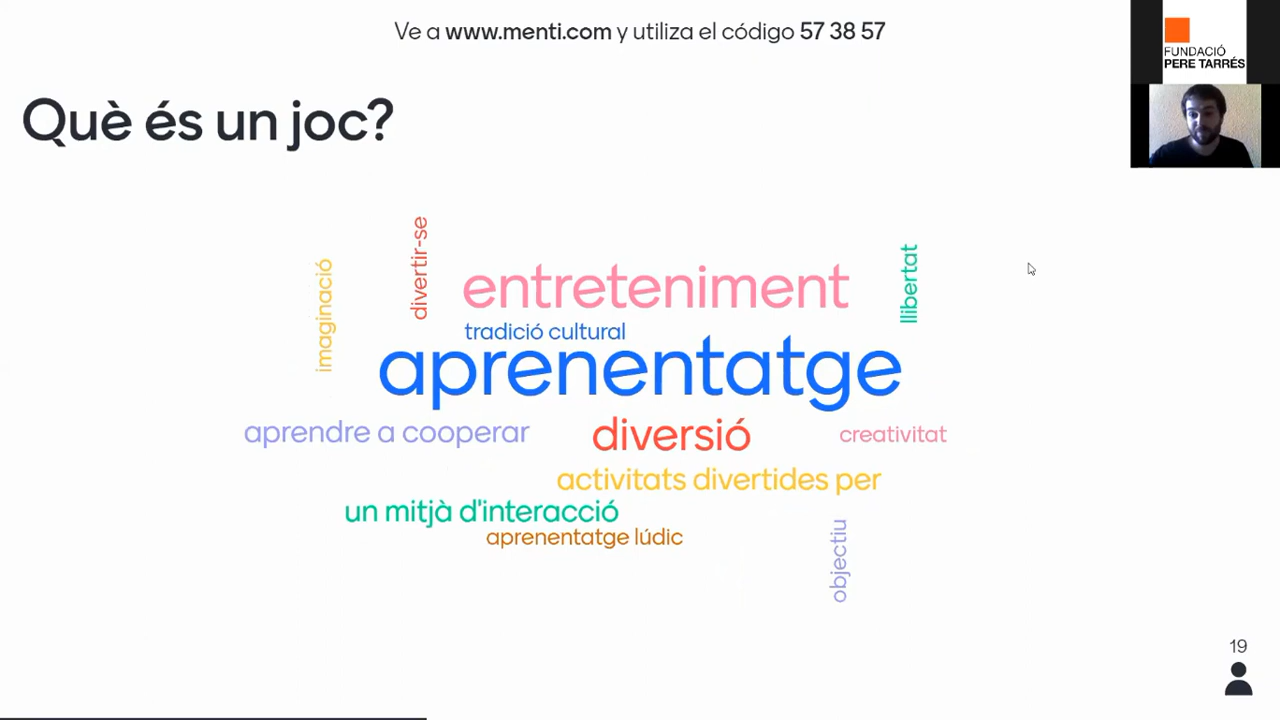 Ve a www.menti.com y utiliza el código 57 38 57
FUNDACIÓ
PERE TARRÉS
Què és un joc?
imaginació
divertir-se
entreteniment
llibertat
tradició cultural
aprenentatge
aprendre a cooperar
diversió
creativitat
activitats divertides per
un mitjà d'interacció
aprenentatge lúdic
objectiu
19